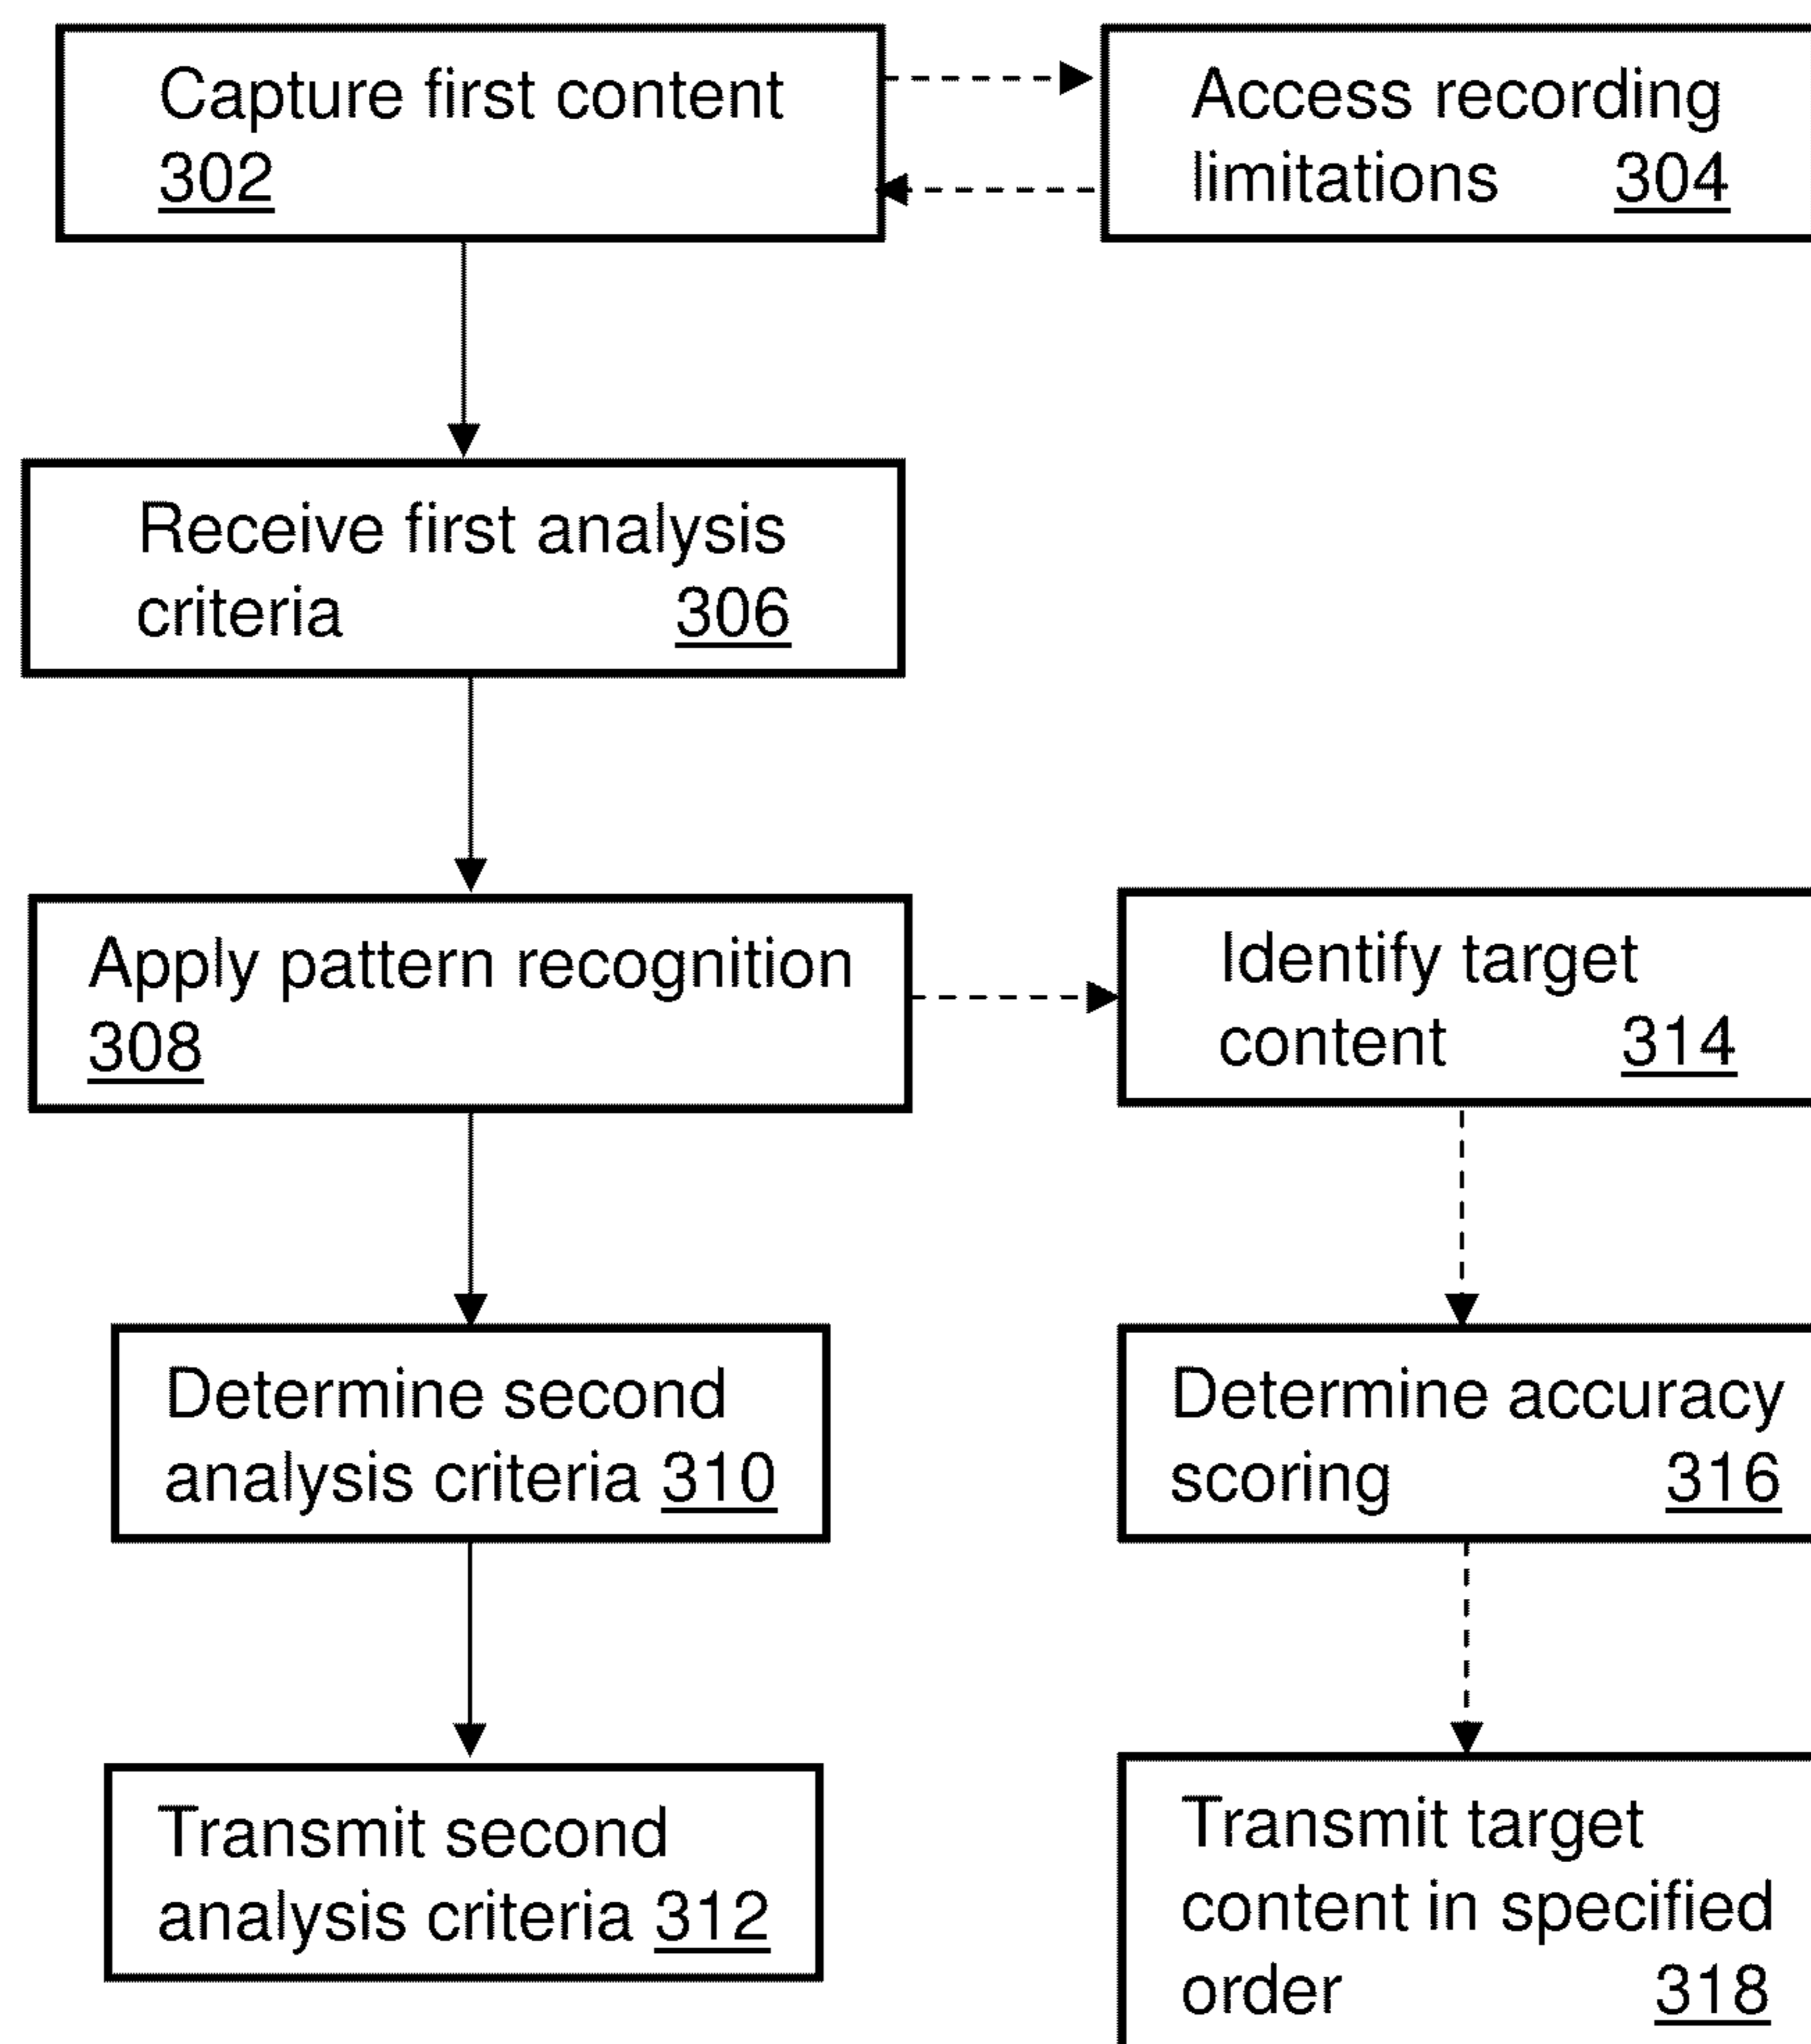 Capture first content
302
Access recording
limitations 304
Receive first analysis
criteria 306
Apply pattern recognition
308
Identify target
content 314
Determine second
analysis criteria 310
Determine accuracy
scoring 316
Transmit second
analysis criteria 312
Transmit target
content in specified
order 318